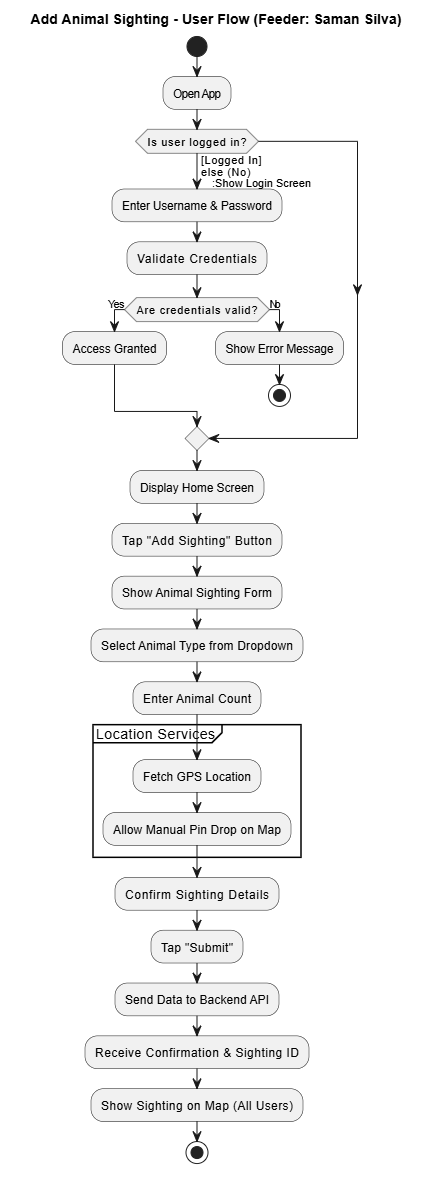 Add Animal Sighting - User Flow (Feeder: Saman Silva)
Open App
Is user logged in?
[Logged In]
else (No)
:Show Login Screen
Enter Username & Password
Validate Credentials
Yes
Are credentials valid?
No
Access Granted
Show Error Message
Display Home Screen
Tap "Add Sighting" Button
Show Animal Sighting Form
Select Animal Type from Dropdown
Enter Animal Count
Location Services
Fetch GPS Location
Allow Manual Pin Drop on Map
Confirm Sighting Details
Tap "Submit"
Send Data to Backend API
Receive Confirmation & Sighting ID
Show Sighting on Map (All Users)